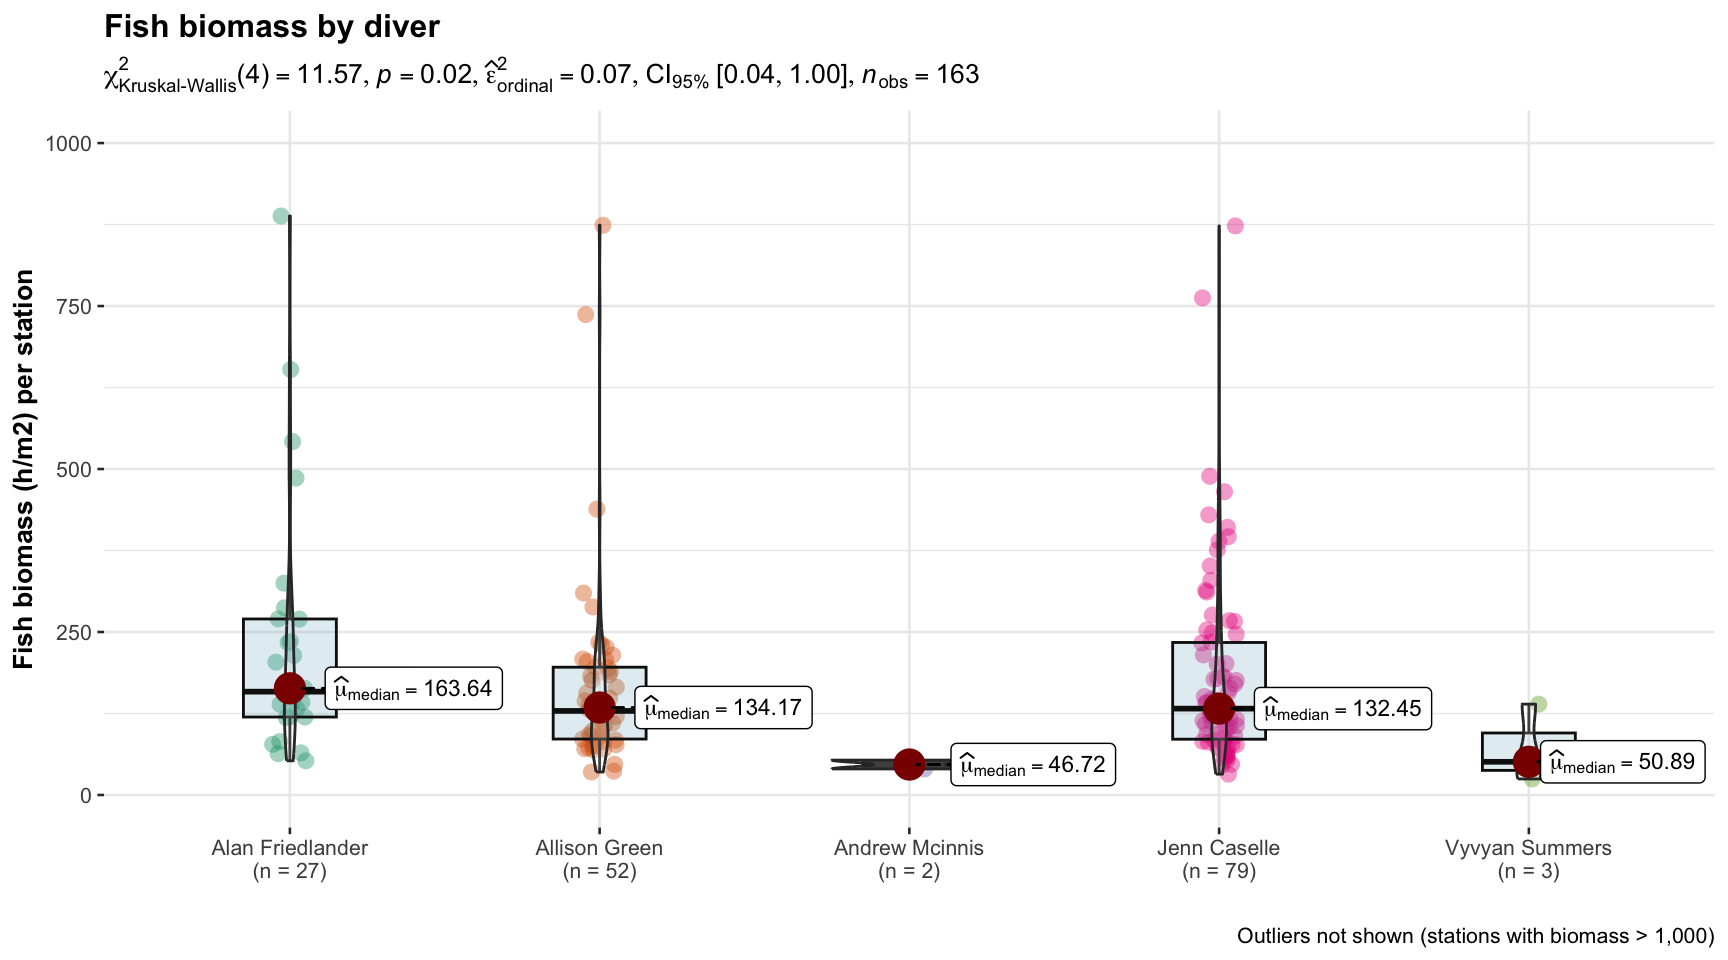 Fish biomass by diver
χ²Kruskal-Wallis(4) = 11.57, p = 0.02, ε̂²ordinal = 0.07, CI95% [0.04, 1.00], nobs = 163
Fish biomass (h/m2) per station
1000
750
500
250
0
μ̂median = 163.64
μ̂median = 134.17
μ̂median = 46.72
μ̂median = 132.45
μ̂median = 50.89
Alan Friedlander
(n = 27)
Allison Green
(n = 52)
Andrew Mcinnis
(n = 2)
Jenn Caselle
(n = 79)
Vyvyan Summers
(n = 3)
Outliers not shown (stations with biomass > 1,000)